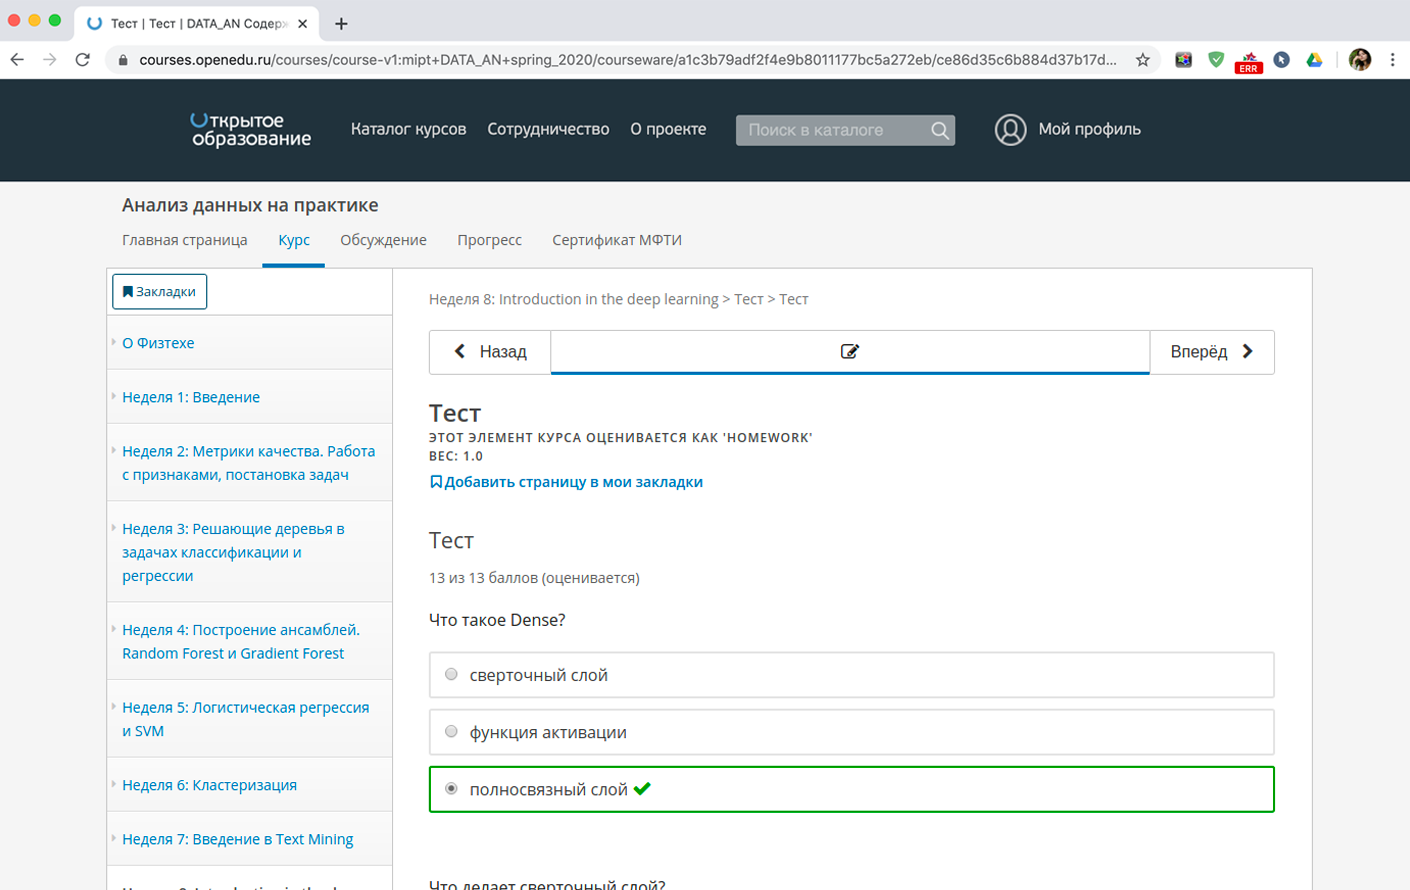 Тест | Тест | DATA_AN Содер
courses.openedu.ru/courses/course-v1:mipt+DATA_AN+spring_2020/courseware/a1c3b79adf2f4e9b8011177bc5a272eb/ce86d35c6b884d37b17d...
ERR
Открытое
образование
Каталог курсов
Сотрудничество
О проекте
Поиск в каталоге
Мой профиль
Анализ данных на практике
Главная страница
Курс
Обсуждение
Прогресс
Сертификат МФТИ
Закладки
О Физтехе
Неделя 1: Введение
Неделя 2: Метрики качества. Работа
с признаками, постановка задач
Неделя 3: Решающие деревья в
задачах классификации и
регрессии
Неделя 4: Построение ансамблей.
Random Forest и Gradient Forest
Неделя 5: Логистическая регрессия
и SVM
Неделя 6: Кластеризация
Неделя 7: Введение в Text Mining
Неделя 8: Introduction in the deep learning > Тест > Тест
Назад
Вперёд
Тест
ЭТОТ ЭЛЕМЕНТ КУРСА ОЦЕНИВАЕТСЯ КАК 'HOMEWORK'
ВЕС: 1.0
Добавить страницу в мои закладки
Тест
13 из 13 баллов (оценивается)
Что такое Dense?
сверточный слой
функция активации
полносвязный слой
Что делает сверточный слой?